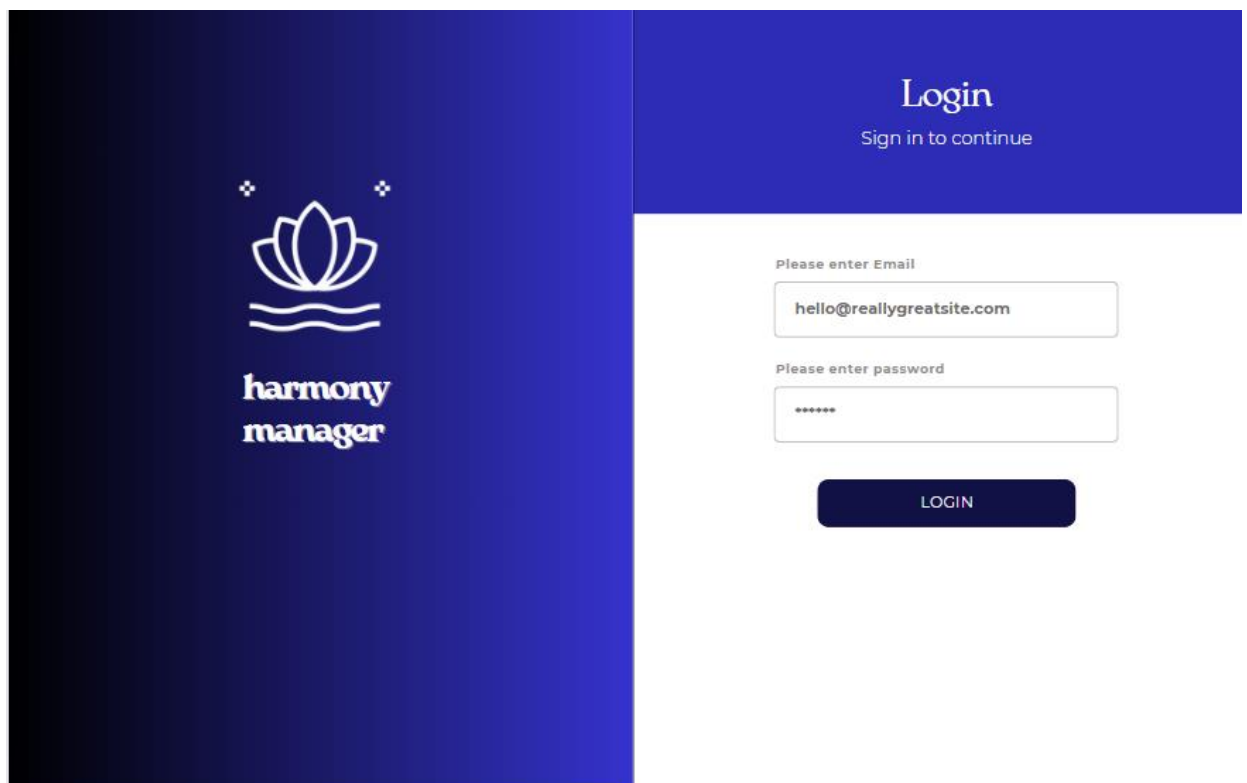 harmony
manager
Login
Sign in to continue
Please enter Email
hello@reallygreatsite.com
Please enter password
******
LOGIN